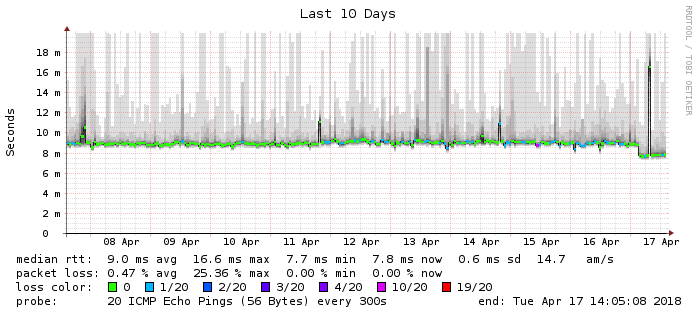 Last 10 Days
RRDTOOL / TOBI OETIKER
Seconds
18 m
16 m
14 m
12 m
10 m
8 m
6 m
4 m
2 m
0
08 Apr 09 Apr 10 Apr 11 Apr 12 Apr 13 Apr 14 Apr 15 Apr 16 Apr 17 Apr
median rtt: 9.0 ms avg 16.6 ms max 7.7 ms min 7.8 ms now 0.6 ms sd 14.7 am/s
packet loss: 0.47 % avg 25.36 % max 0.00 % min 0.00 % now
loss color: 0 1/20 2/20 3/20 4/20 10/20 19/20
probe: 20 ICMP Echo Pings (56 Bytes) every 300s end: Tue Apr 17 14:05:08 2018